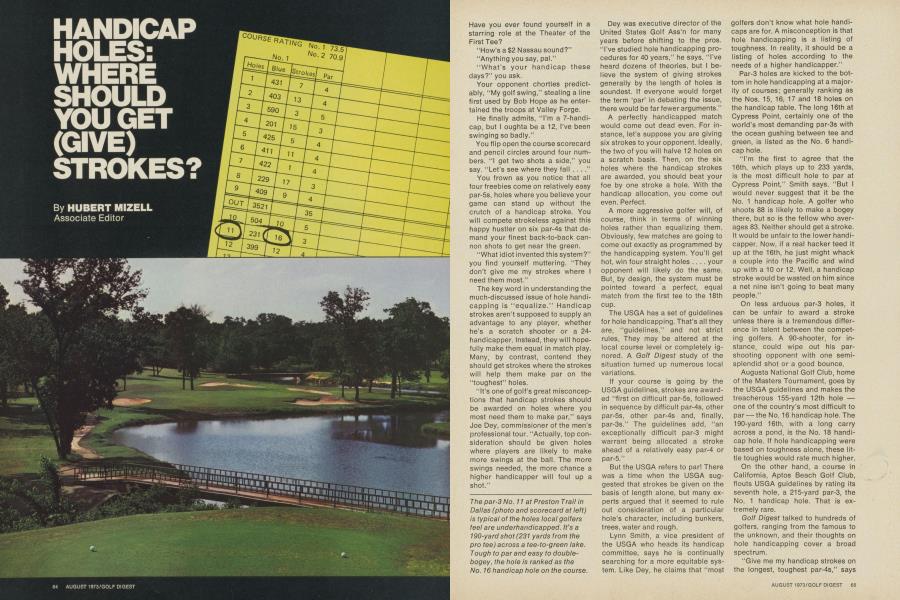 HANDICAP
HOLES:
WHERE
SHOULD
YOU GET
(GIVE)
STROKES?
By HUBERT MIZELL
Associate Editor
COURSE RATING No. 1 73.5
No. 2 70.9
No. 1
Holes Blue Strokes Par
1 431 7 4
2 403 13 4
3 590 3 5
4 201 15 3
5 425 5 4
6 411 11 4
7 422 1 4
8 229 17 3
9 409 9 4
OUT 3521 35
10 504 10
11 231 16
12 399 12
84 AUGUST 1973/GOLF DIGEST
Have you ever found yourself in a
starring role at the Theater of the
First Tee?
"How's a $2 Nassau sound?"
"Anything you say, pal."
"What's your handicap these
days?" you ask.
Your opponent chortles predict-
ably, "My golf swing," stealing a line
first used by Bob Hope as he enter-
tained the troops at Valley Forge.
He finally admits, "I'm a 7-handi-
cap, but I oughta be a 12, I've been
swinging so badly."
You flip open the course scorecard
and pencil circles around four num-
bers. "I get two strokes a side," you
say. "Let's see where they fall . . . ."
You frown as you notice that all
four freebies come on relatively easy
par-5s, holes where you believe your
game can stand up without the
crutch of a handicap stroke. You
will compete strokeless against this
happy hustler on six par-4s that de-
mand your finest back-to-back can-
non shots to get near the green.
"What idiot invented this system?"
you find yourself muttering. "They
don't give me my strokes where I
need them most."
The key word in understanding the
much-discussed issue of hole handi-
capping is "equalize." Handicap
strokes aren't supposed to supply an
advantage to any player, whether
he's a scratch shooter or a 24-
handicapper. Instead, they will hope-
fully make them equal in match play.
Many, by contrast, contend they
should get strokes where the strokes
will help them make par on the
"toughest" holes.
"It's one of golf's great misconcep-
tions that handicap strokes should
be awarded on holes where you
most need them to make par," says
Joe Dey, commissioner of the men's
professional tour. "Actually, top con-
sideration should be given holes
where players are likely to make
more swings at the ball. The more
swings needed, the more chance a
higher handicapper will foul up a
shot."
The par-3 No. 11 at Preston Trail in
Dallas (photo and scorecard at left)
is typical of the holes local golfers
feel are underhandicapped. It's a
190-yard shot (231 yards from the
pro tee) across a tee-to-green lake.
Tough to par and easy to double-
bogey, the hole is ranked as the
No. 16 handicap hole on the course.
Dey was executive director of the
United States Golf Ass'n for many
years before shifting to the pros.
"I've studied hole handicapping pro-
cedures for 40 years," he says, "I've
heard dozens of theories, but I be-
lieve the system of giving strokes
generally by the length of holes is
soundest. If everyone would forget
the term 'par' in debating the issue,
there would be far fewer arguments."
A perfectly handicapped match
would come out dead even. For in-
stance, let's suppose you are giving
six strokes to your opponent. Ideally,
the two of you will halve 12 holes on
a scratch basis. Then, on the six
holes where the handicap strokes
are awarded, you should beat your
foe by one stroke a hole. With the
handicap allocation, you come out
even. Perfect.
A more aggressive golfer will, of
course, think in terms of winning
holes rather than equalizing them.
Obviously, few matches are going to
come out exactly as programmed by
the handicapping system. You'll get
hot, win four straight holes . . . . your
opponent will likely do the same.
But, by design, the system must be
pointed toward a perfect, equal
match from the first tee to the 18th
cup.
The USGA has a set of guidelines
for hole handicapping. That's all they
are, "guidelines," and not strict
rules. They may be altered at the
local course level or completely ig-
nored. A Golf Digest study of the
situation turned up numerous local
variations.
If your course is going by the
USGA guidelines, strokes are award-
ed "first on difficult par-5s, followed
in sequence by difficult par-4s, other
par-5s, other par-4s and, finally,
par-3s." The guidelines add, "an
exceptionally difficult par-3 might
warrant being allocated a stroke
ahead of a relatively easy par-4 or
par-5."
But the USGA refers to par! There
was a time when the USGA sug-
gested that strokes be given on the
basis of length alone, but many ex-
perts argued that it seemed to rule
out consideration of a particular
hole's character, including bunkers,
trees, water and rough.
Lynn Smith, a vice president of
the USGA who heads its handicap
committee, says he is continually
searching for a more equitable sys-
tem. Like Dey, he claims that "most
golfers don't know what hole handi-
caps are for. A misconception is that
hole handicapping is a listing of
toughness. In reality, it should be a
listing of holes according to the
needs of a higher handicapper."
Par-3 holes are kicked to the bot-
tom in hole handicapping at a major-
ity of courses; generally ranking as
the Nos. 15, 16, 17 and 18 holes on
the handicap table. The long 16th at
Cypress Point, certainly one of the
world's most demanding par-3s with
the ocean gushing between tee and
green, is listed as the No. 6 handi-
cap hole.
"I'm the first to agree that the
16th, which plays up to 233 yards,
is the most difficult hole to par at
Cypress Point," Smith says. "But I
would never suggest that it be the
No. 1 handicap hole. A golfer who
shoots 88 is likely to make a bogey
there, but so is the fellow who aver-
ages 83. Neither should get a stroke.
It would be unfair to the lower handi-
capper. Now, if a real hacker teed it
up at the 16th, he just might whack
a couple into the Pacific and wind
up with a 10 or 12. Well, a handicap
stroke would be wasted on him since
a net nine isn't going to beat many
people."
On less arduous par-3 holes, it
can be unfair to award a stroke
unless there is a tremendous differ-
ence in talent between the compet-
ing golfers. A 90-shooter, for in-
stance, could wipe out his par-
shooting opponent with one semi-
splendid shot or a good bounce.
Augusta National Golf Club, home
of the Masters Tournament, goes by
the USGA guidelines and makes the
treacherous 155-yard 12th hole —
one of the country's most difficult to
par — the No. 16 handicap hole. The
190-yard 16th, with a long carry
across a pond, is the No. 18 handi-
cap hole. If hole handicapping were
based on toughness alone, these lit-
tle toughies would rate much higher.
On the other hand, a course in
California, Aptos Beach Golf Club,
flouts USGA guidelines by rating its
seventh hole, a 215-yard par-3, the
No. 1 handicap hole. That is ex-
tremely rare.
Golf Digest talked to hundreds of
golfers, ranging from the famous to
the unknown, and their thoughts on
hole handicapping cover a broad
spectrum.
"Give me my handicap strokes on
the longest, toughest par-4s," says
AUGUST 1973/GOLF DIGEST 65